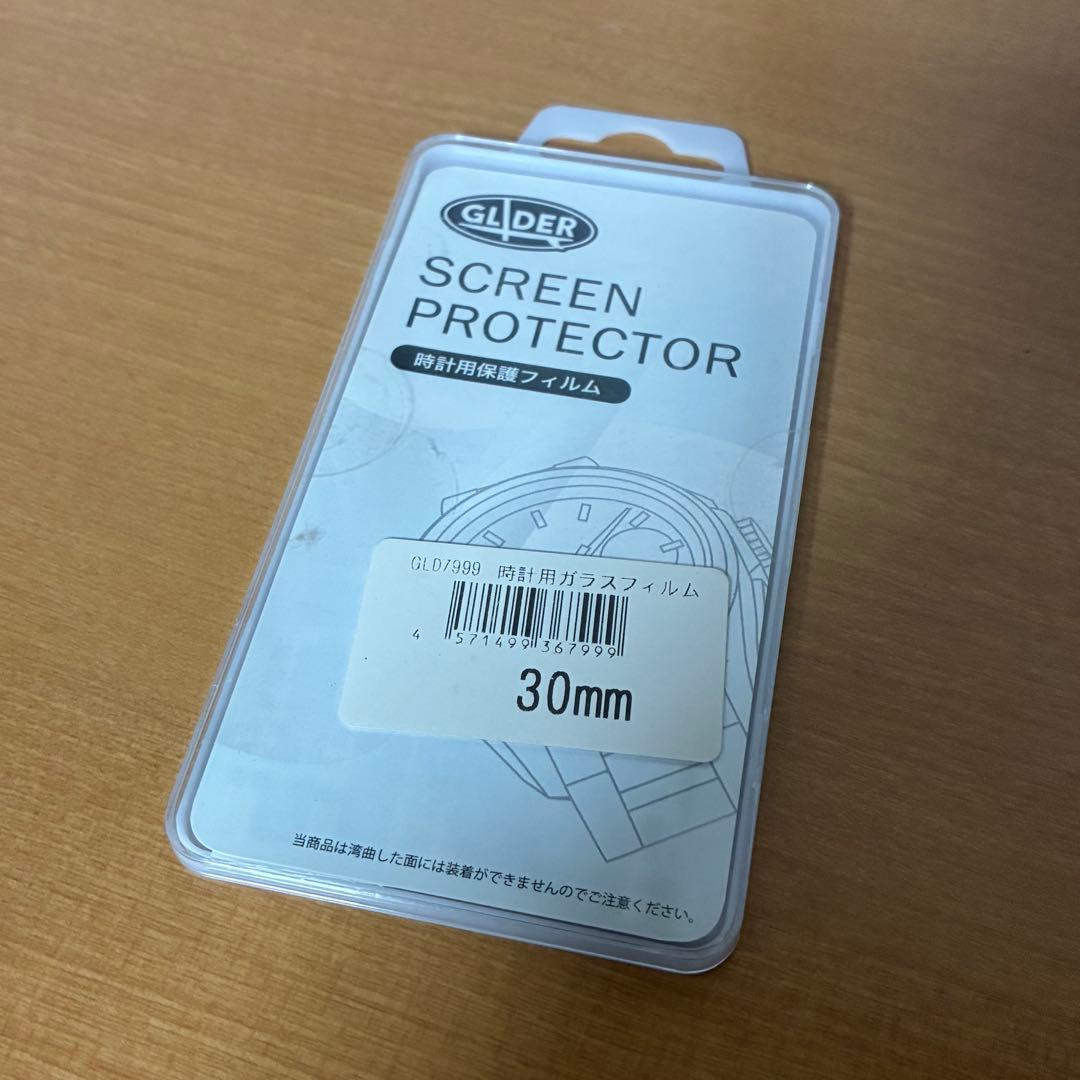 GLIDER
SCREEN
PROTECTOR
時計用保護フィルム
GLD7999 時計用ガラスフィルム
4 571499 367999
30mm
当商品は湾曲した面には装着ができませんのでご注意ください。